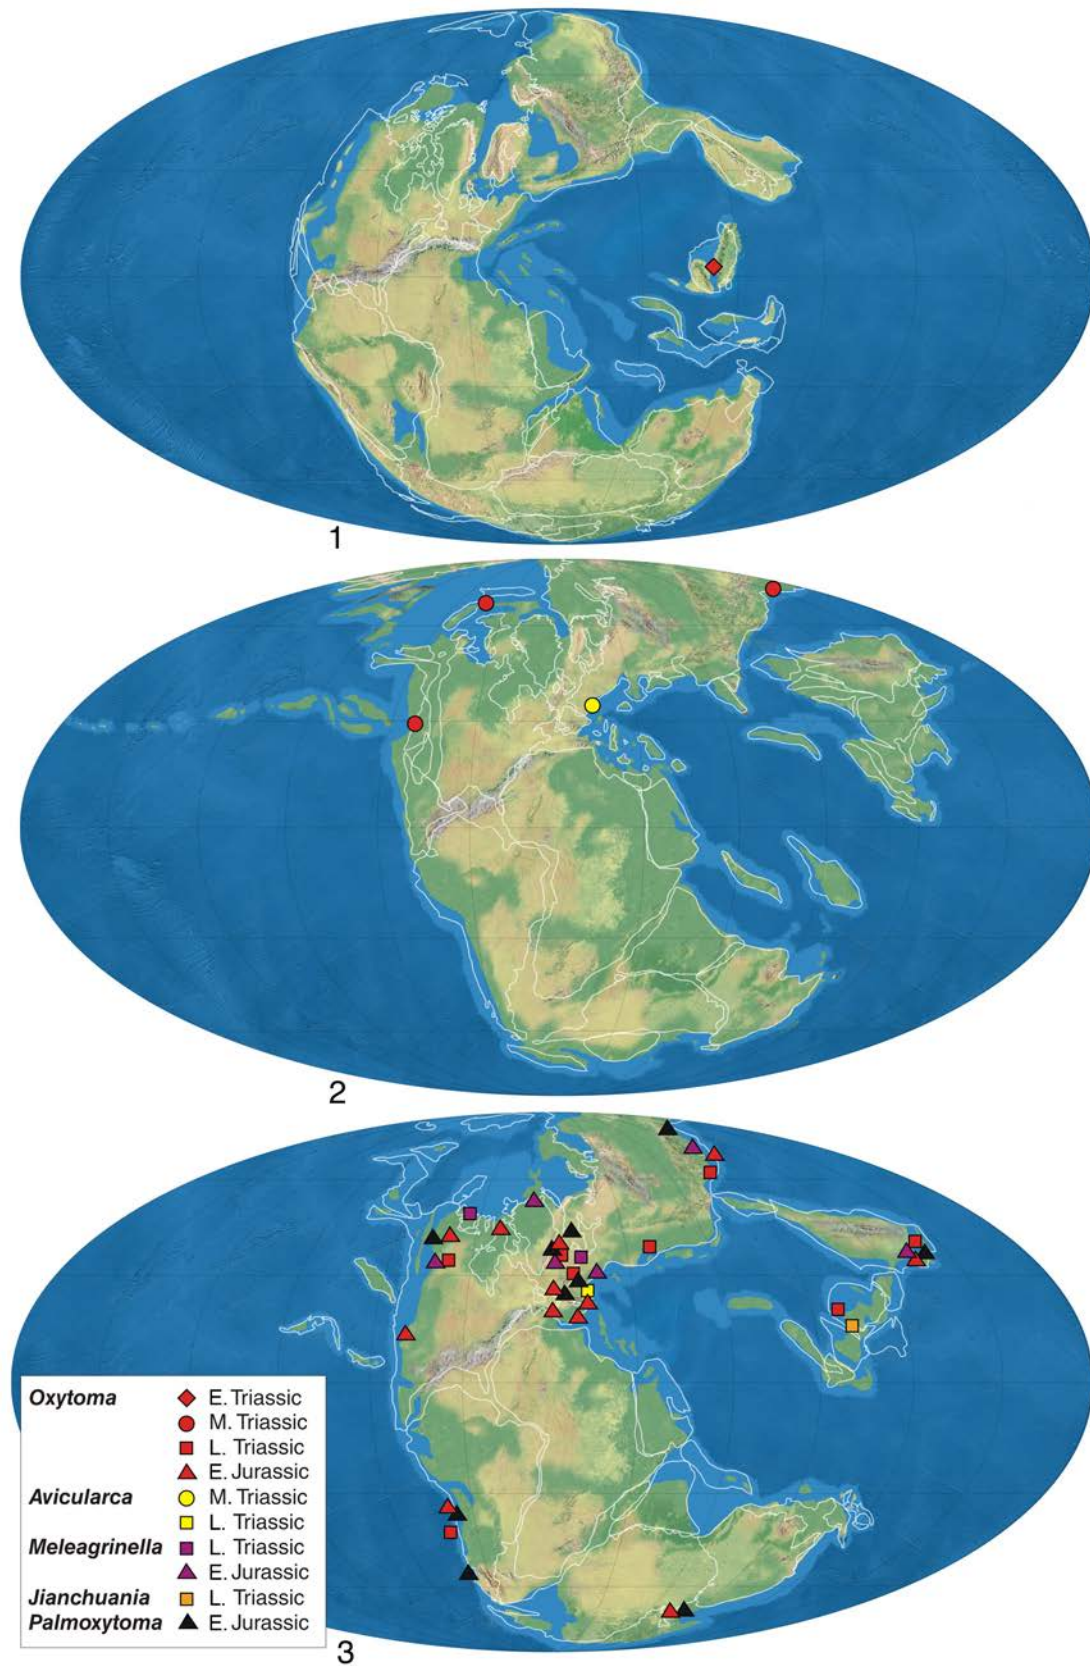 1
2
Oxytoma E. Triassic
M. Triassic
L. Triassic
E. Jurassic
Avicularca M. Triassic
L. Triassic
Meleagrinella L. Triassic
E. Jurassic
Jianchuania L. Triassic
Palmoxytoma E. Jurassic
3